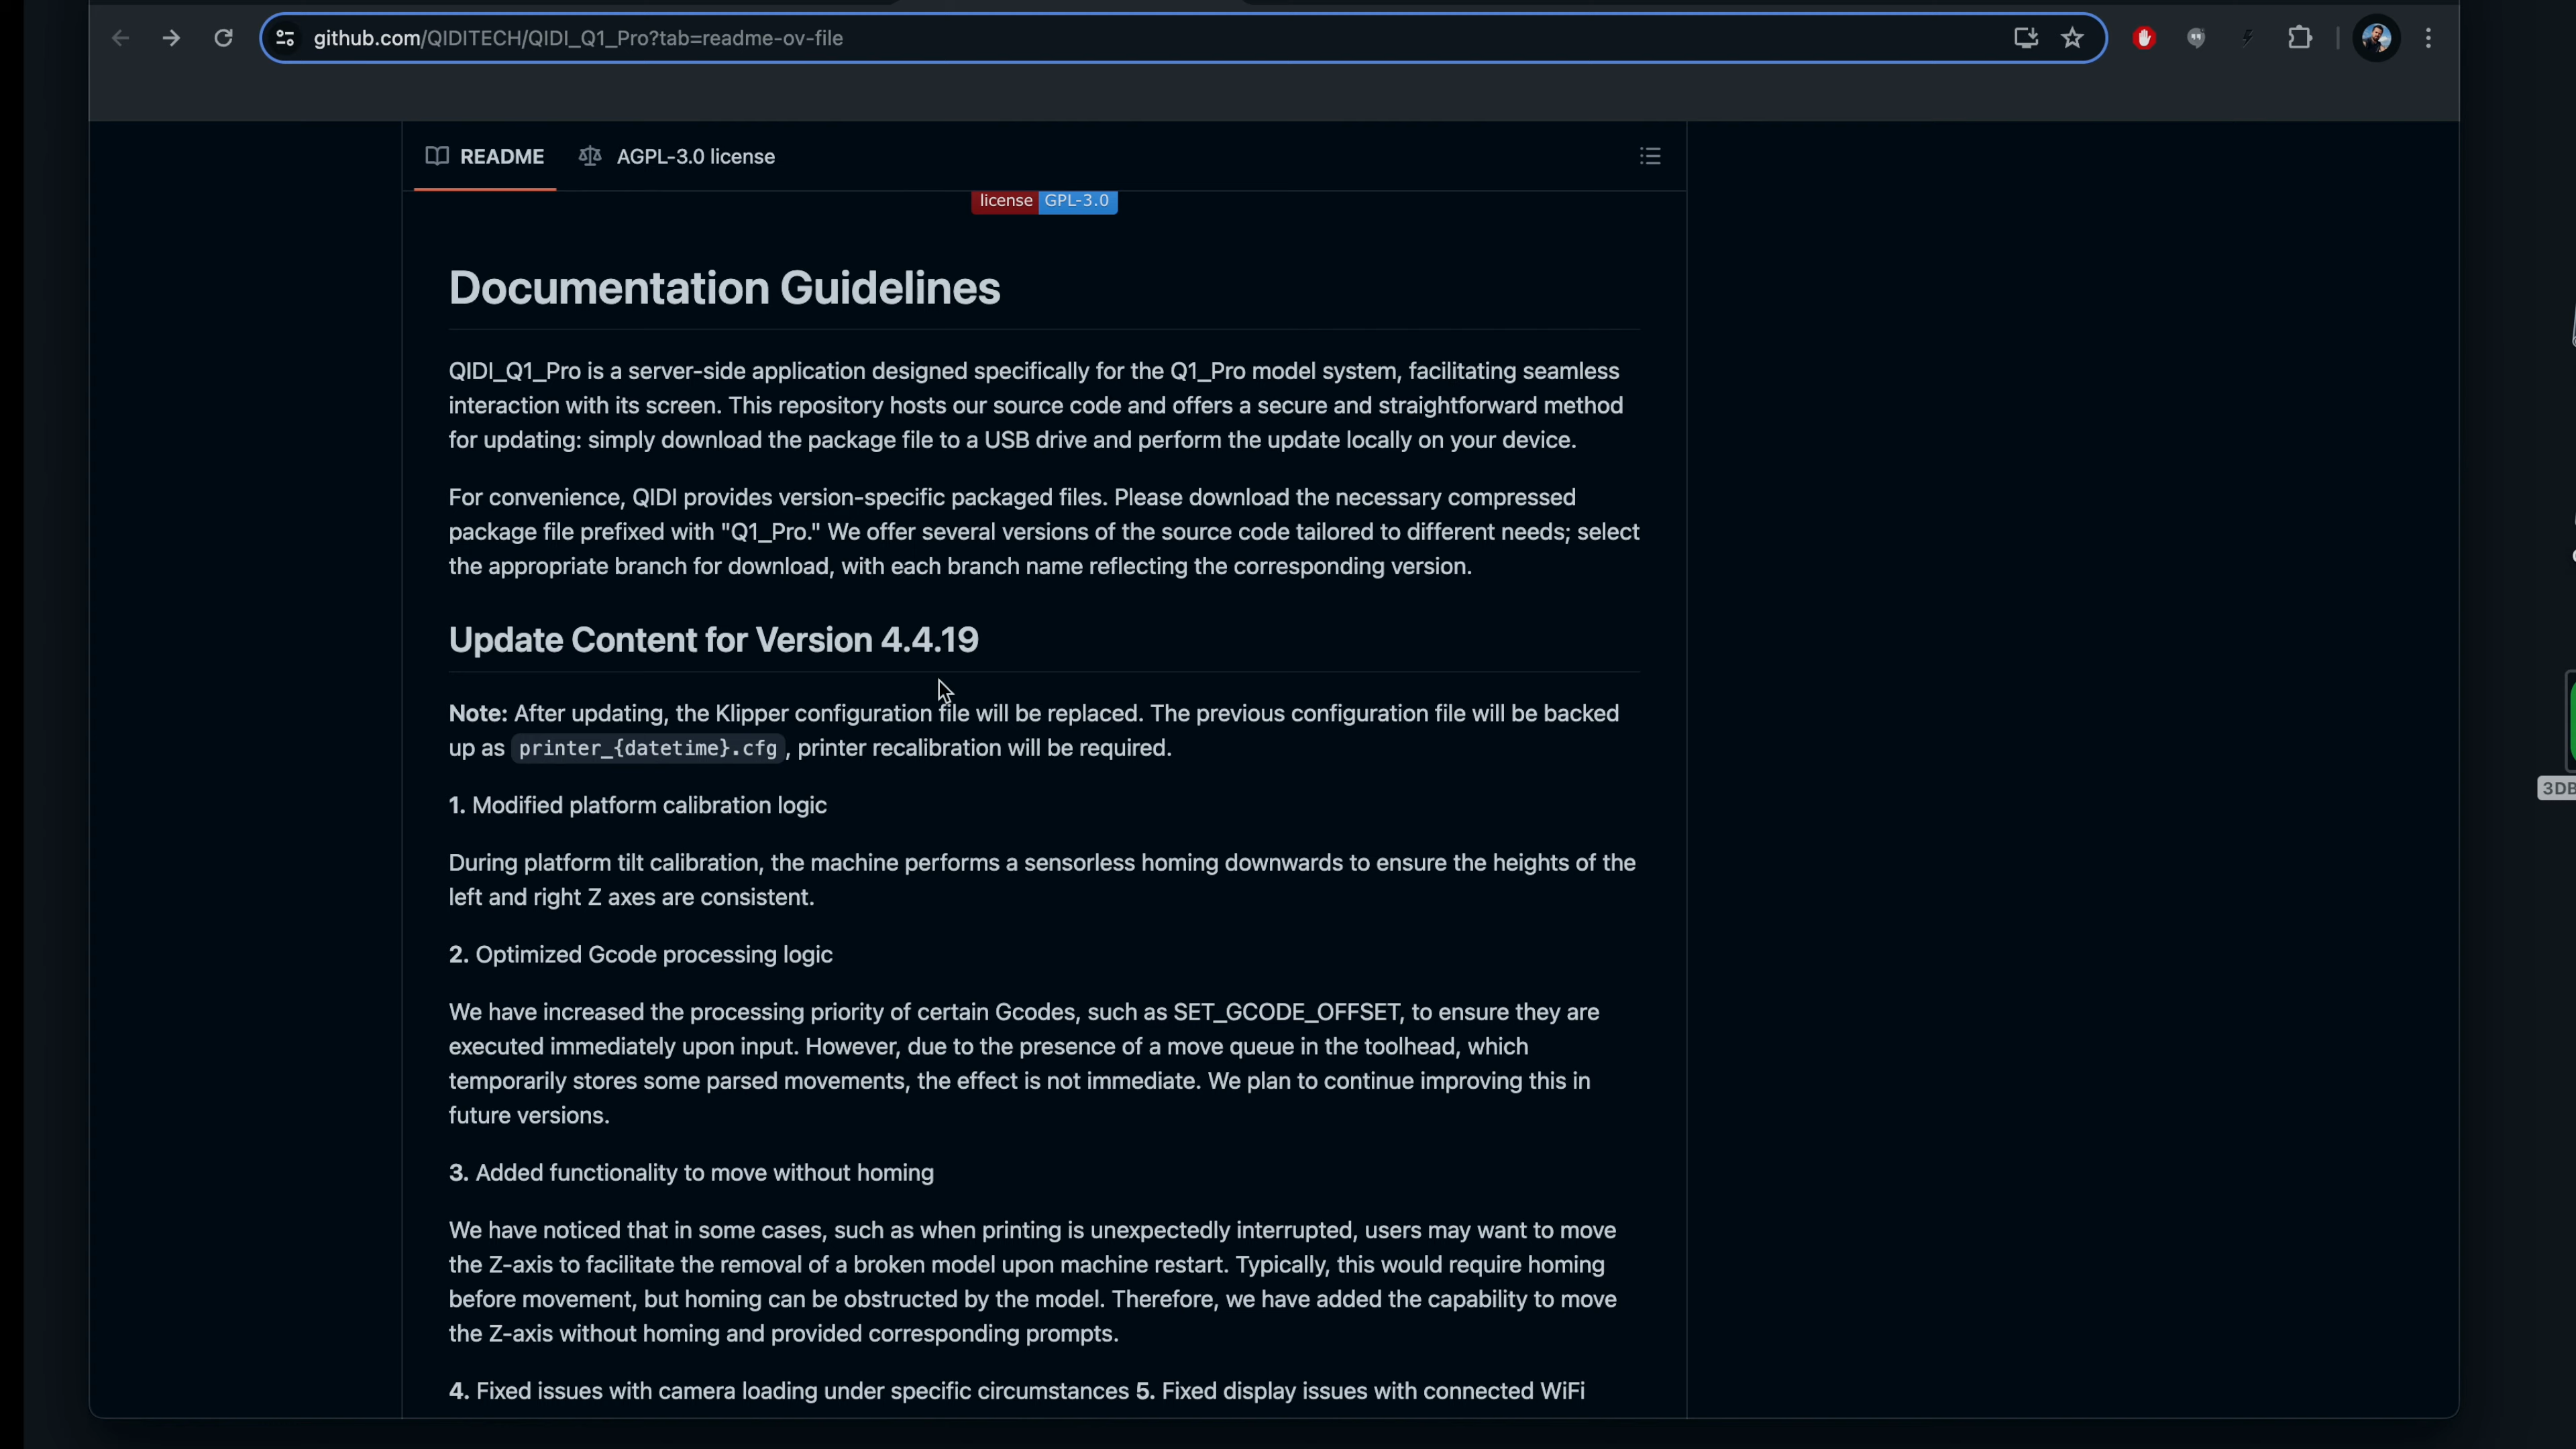 github.com/QIDITECH/QIDI_Q1_Pro?tab=readme-ov-file
README
AGPL-3.0 license
license GPL-3.0
Documentation Guidelines
QIDI_Q1_Pro is a server-side application designed specifically for the Q1_Pro model system, facilitating seamless
interaction with its screen. This repository hosts our source code and offers a secure and straightforward method
for updating: simply download the package file to a USB drive and perform the update locally on your device.
For convenience, QIDI provides version-specific packaged files. Please download the necessary compressed
package file prefixed with "Q1_Pro." We offer several versions of the source code tailored to different needs; select
the appropriate branch for download, with each branch name reflecting the corresponding version.
Update Content for Version 4.4.19
Note: After updating, the Klipper configuration file will be replaced. The previous configuration file will be backed
up as printer_{datetime}.cfg, printer recalibration will be required.
1. Modified platform calibration logic
During platform tilt calibration, the machine performs a sensorless homing downwards to ensure the heights of the
left and right Z axes are consistent.
2. Optimized Gcode processing logic
We have increased the processing priority of certain Gcodes, such as SET_GCODE_OFFSET, to ensure they are
executed immediately upon input. However, due to the presence of a move queue in the toolhead, which
temporarily stores some parsed movements, the effect is not immediate. We plan to continue improving this in
future versions.
3. Added functionality to move without homing
We have noticed that in some cases, such as when printing is unexpectedly interrupted, users may want to move
the Z-axis to facilitate the removal of a broken model upon machine restart. Typically, this would require homing
before movement, but homing can be obstructed by the model. Therefore, we have added the capability to move
the Z-axis without homing and provided corresponding prompts.
4. Fixed issues with camera loading under specific circumstances 5. Fixed display issues with connected WiFi